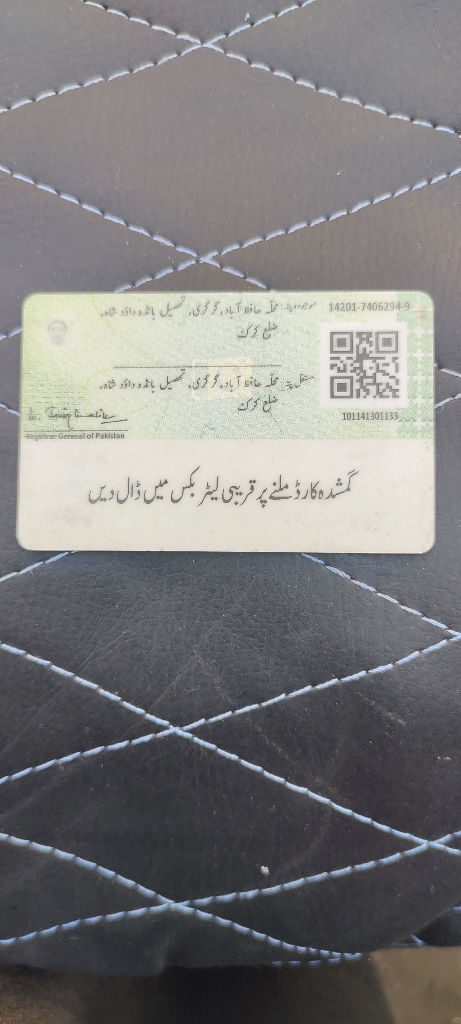 14201-7406294-9
موجودہ پتہ: محلہ حافظ آباد، گرگری، تحصیل بانڈہ داؤد شاہ،
ضلع کرک
مستقل پتہ: محلہ حافظ آباد، گرگری، تحصیل بانڈہ داؤد شاہ،
ضلع کرک
101141301133
Registrar General of Pakistan
گمشدہ کارڈ ملنے پر قریبی لیٹر بکس میں ڈال دیں